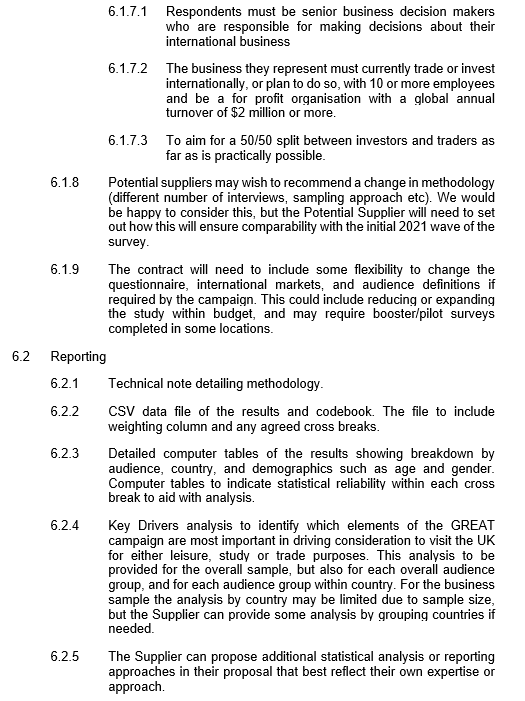 6.1.7.1 Respondents must be senior business decision makers
who are responsible for making decisions about their
international business
6.1.7.2 The business they represent must currently trade or invest
internationally, or plan to do so, with 10 or more employees
and be a for profit organisation with a global annual
turnover of $2 million or more.
6.1.7.3 To aim for a 50/50 split between investors and traders as
far as is practically possible.
6.1.8 Potential suppliers may wish to recommend a change in methodology
(different number of interviews, sampling approach etc). We would
be happy to consider this, but the Potential Supplier will need to set
out how this will ensure comparability with the initial 2021 wave of the
survey.
6.1.9 The contract will need to include some flexibility to change the
questionnaire, international markets, and audience definitions if
required by the campaign. This could include reducing or expanding
the study within budget, and may require booster/pilot surveys
completed in some locations.
6.2 Reporting
6.2.1 Technical note detailing methodology.
6.2.2 CSV data file of the results and codebook. The file to include
weighting column and any agreed cross breaks.
6.2.3 Detailed computer tables of the results showing breakdown by
audience, country, and demographics such as age and gender.
Computer tables to indicate statistical reliability within each cross
break to aid with analysis.
6.2.4 Key Drivers analysis to identify which elements of the GREAT
campaign are most important in driving consideration to visit the UK
for either leisure, study or trade purposes. This analysis to be
provided for the overall sample, but also for each overall audience
group, and for each audience group within country. For the business
sample the analysis by country may be limited due to sample size,
but the Supplier can provide some analysis by grouping countries if
needed.
6.2.5 The Supplier can propose additional statistical analysis or reporting
approaches in their proposal that best reflect their own expertise or
approach.